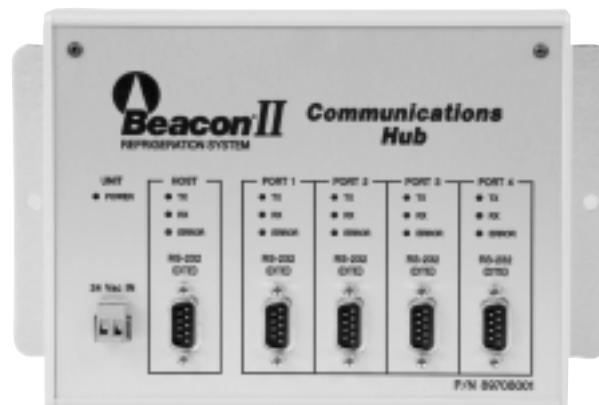 Beacon II
REFRIGERATION SYSTEM
Communications
Hub
UNIT
POWER
HOST
TX
RX
ERROR
RS-232
(DTE)
PORT 1
TX
RX
ERROR
RS-232
(DTE)
PORT 2
TX
RX
ERROR
RS-232
(DTE)
PORT 3
TX
RX
ERROR
RS-232
(DTE)
PORT 4
TX
RX
ERROR
RS-232
(DTE)
24 Vac IN
P/N 89708001